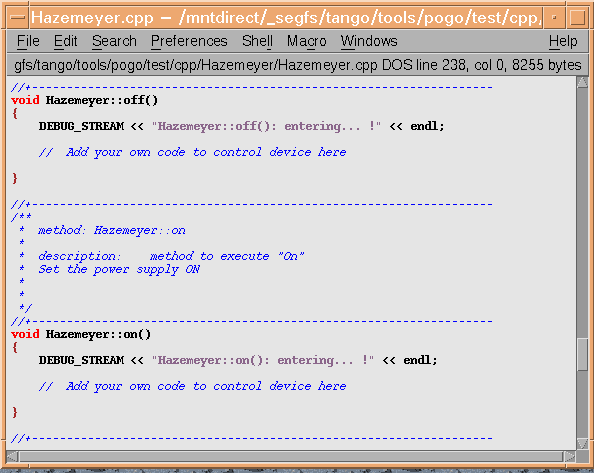 Hazemeyer.cpp – /mntdirect/_segfs/tango/tools/pogo/test/cpp,
File Edit Search Preferences Shell Macro Windows Help
gfs/tango/tools/pogo/test/cpp/Hazemeyer/Hazemeyer.cpp DOS line 238, col 0, 8255 bytes
//+------------------------------------------------------------------
void Hazemeyer::off()
{
    DEBUG_STREAM << "Hazemeyer::off(): entering... !" << endl;
    //  Add your own code to control device here
}
//+------------------------------------------------------------------
/**
 *  method: Hazemeyer::on
 *
 *  description:    method to execute "On"
 *  Set the power supply ON
 *
 *
 */
//+------------------------------------------------------------------
void Hazemeyer::on()
{
    DEBUG_STREAM << "Hazemeyer::on(): entering... !" << endl;
    //  Add your own code to control device here
}
//+------------------------------------------------------------------